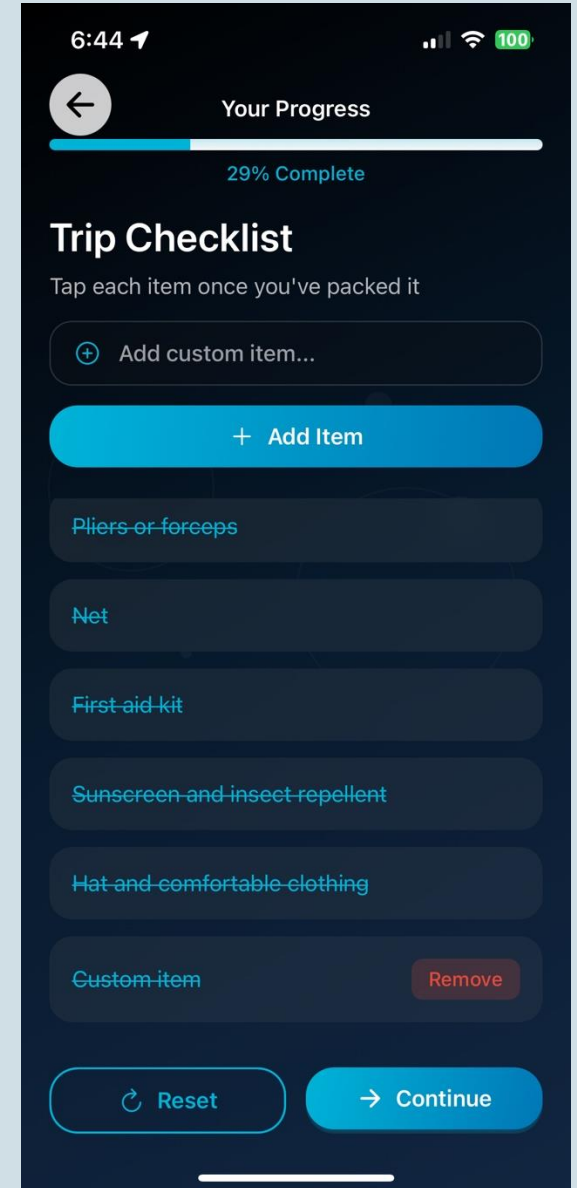 6:44
100
Your Progress
29% Complete
Trip Checklist
Tap each item once you've packed it
Add custom item...
+ Add Item
Pliers or forceps
Net
First aid kit
Sunscreen and insect repellent
Hat and comfortable clothing
Custom item Remove
Reset
Continue